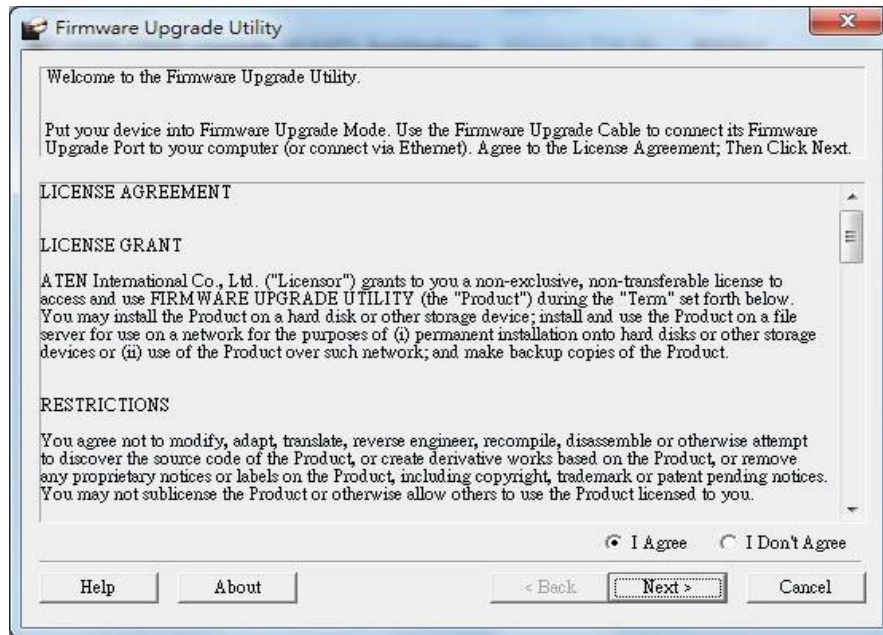 Firmware Upgrade Utility
Welcome to the Firmware Upgrade Utility.
Put your device into Firmware Upgrade Mode. Use the Firmware Upgrade Cable to connect its Firmware
Upgrade Port to your computer (or connect via Ethernet). Agree to the License Agreement; Then Click Next.
LICENSE AGREEMENT
LICENSE GRANT
ATEN International Co., Ltd. ("Licensor") grants to you a non-exclusive, non-transferable license to
access and use FIRMWARE UPGRADE UTILITY (the "Product") during the "Term" set forth below.
You may install the Product on a hard disk or other storage device; install and use the Product on a file
server for use on a network for the purposes of (i) permanent installation onto hard disks or other storage
devices or (ii) use of the Product over such network; and make backup copies of the Product.
RESTRICTIONS
You agree not to modify, adapt, translate, reverse engineer, recompile, disassemble or otherwise attempt
to discover the source code of the Product, or create derivative works based on the Product, or remove
any proprietary notices or labels on the Product, including copyright, trademark or patent pending notices.
You may not sublicense the Product or otherwise allow others to use the Product licensed to you.
I Agree I Don't Agree
Help About < Back Next > Cancel